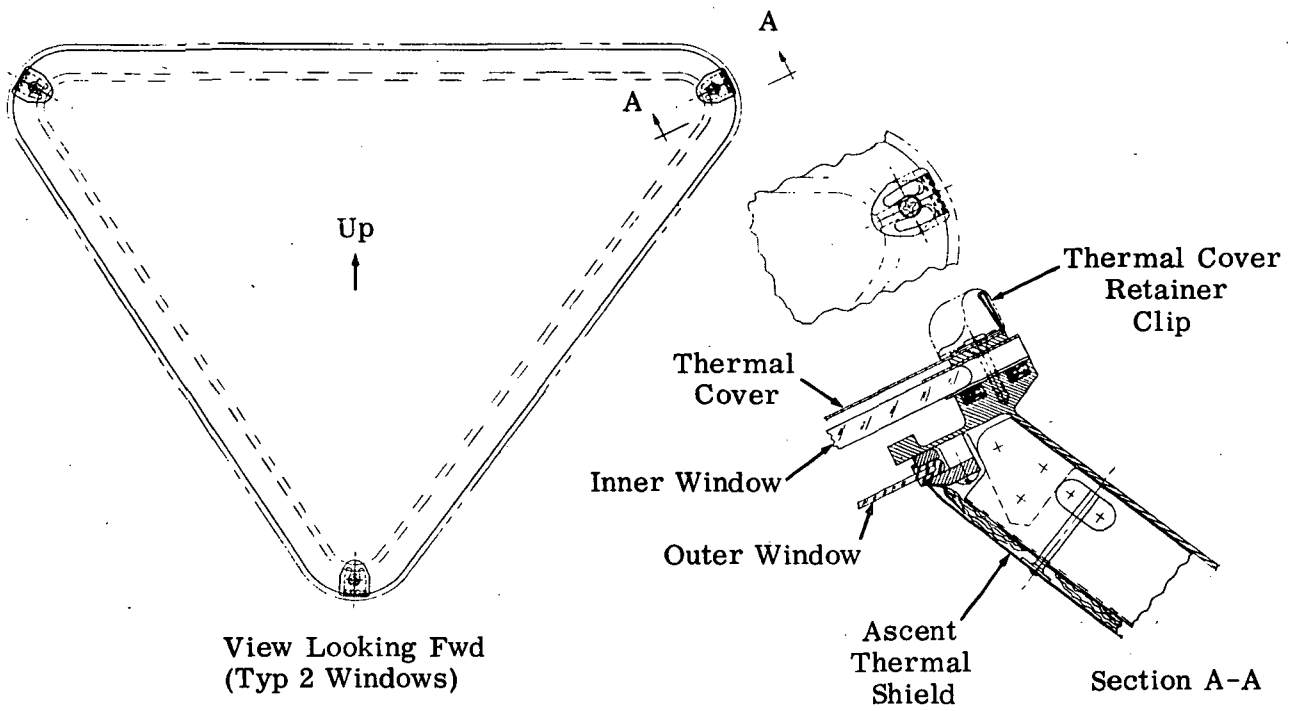 A
A
Up
Thermal Cover
Retainer
Clip
Thermal
Cover
Inner Window
Outer Window
Ascent
Thermal
Shield
View Looking Fwd
(Typ 2 Windows)
Section A-A